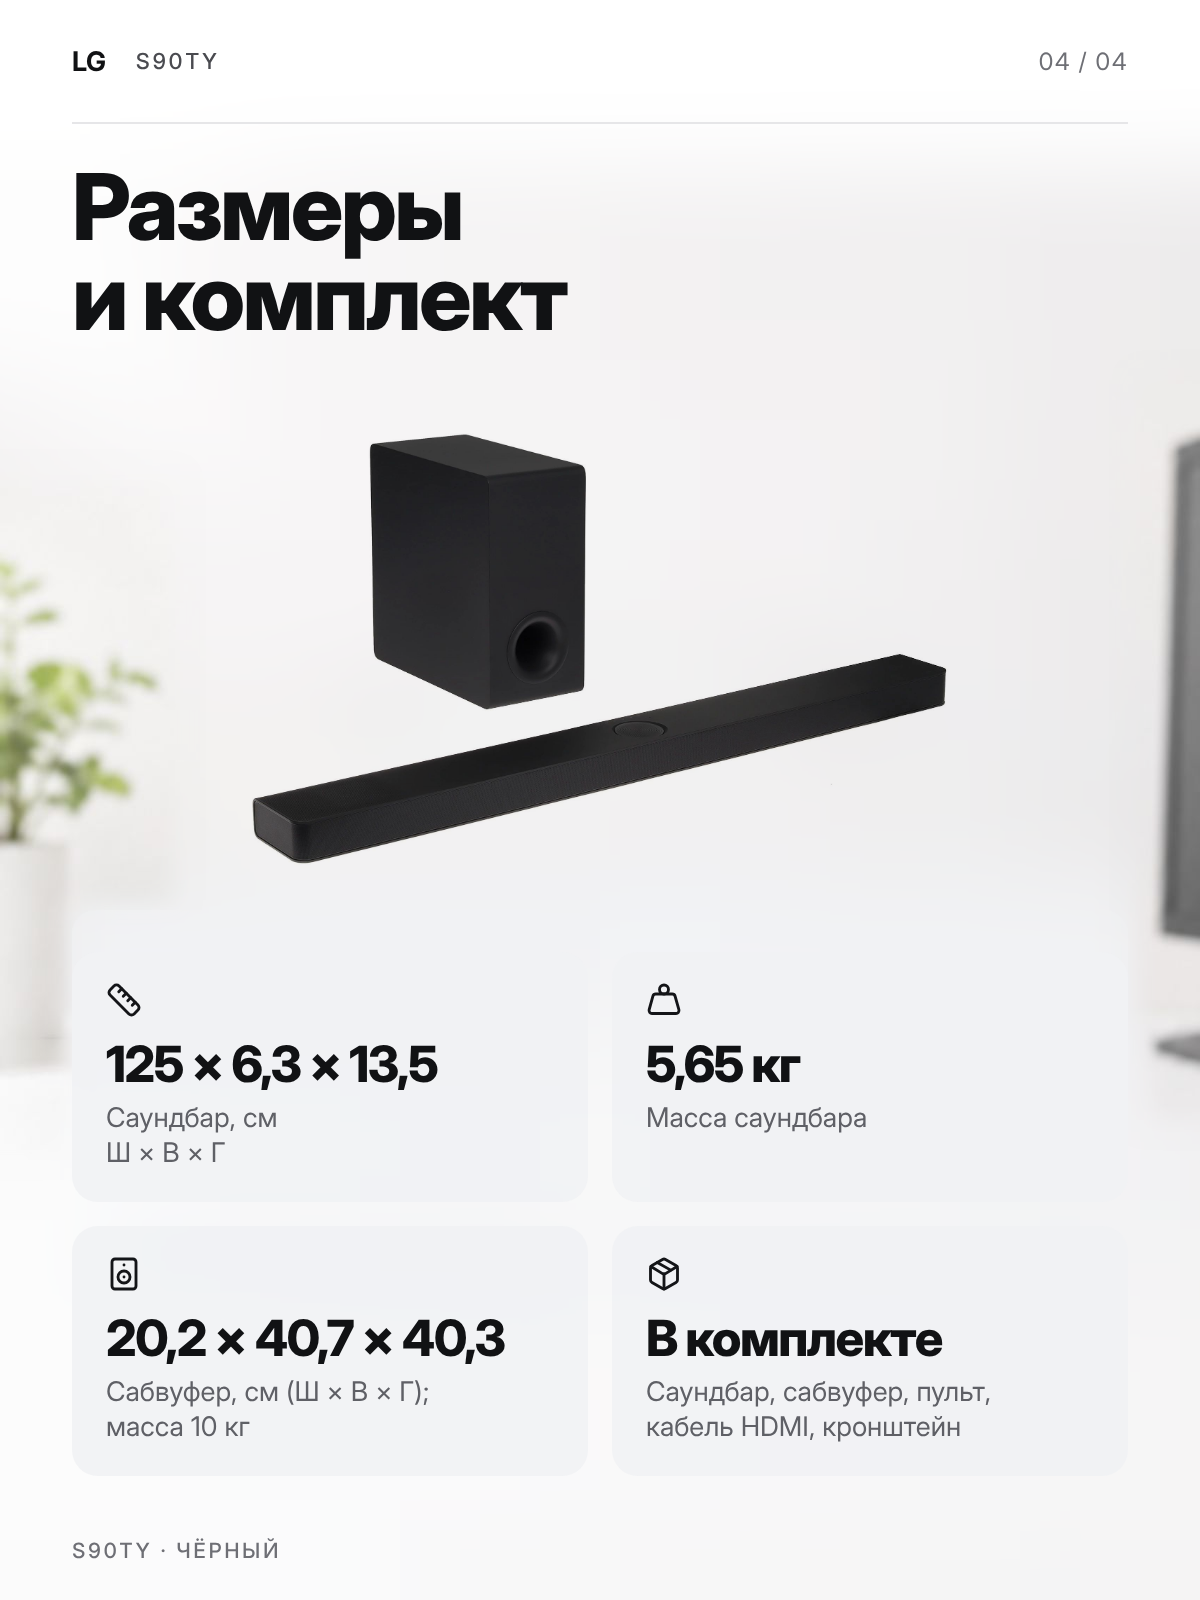 LG S90TY 04 / 04
Размеры
и комплект
125 × 6,3 × 13,5
Саундбар, см
Ш × В × Г
5,65 кг
Масса саундбара
20,2 × 40,7 × 40,3
Сабвуфер, см (Ш × В × Г);
масса 10 кг
В комплекте
Саундбар, сабвуфер, пульт,
кабель HDMI, кронштейн
S90TY · ЧЁРНЫЙ